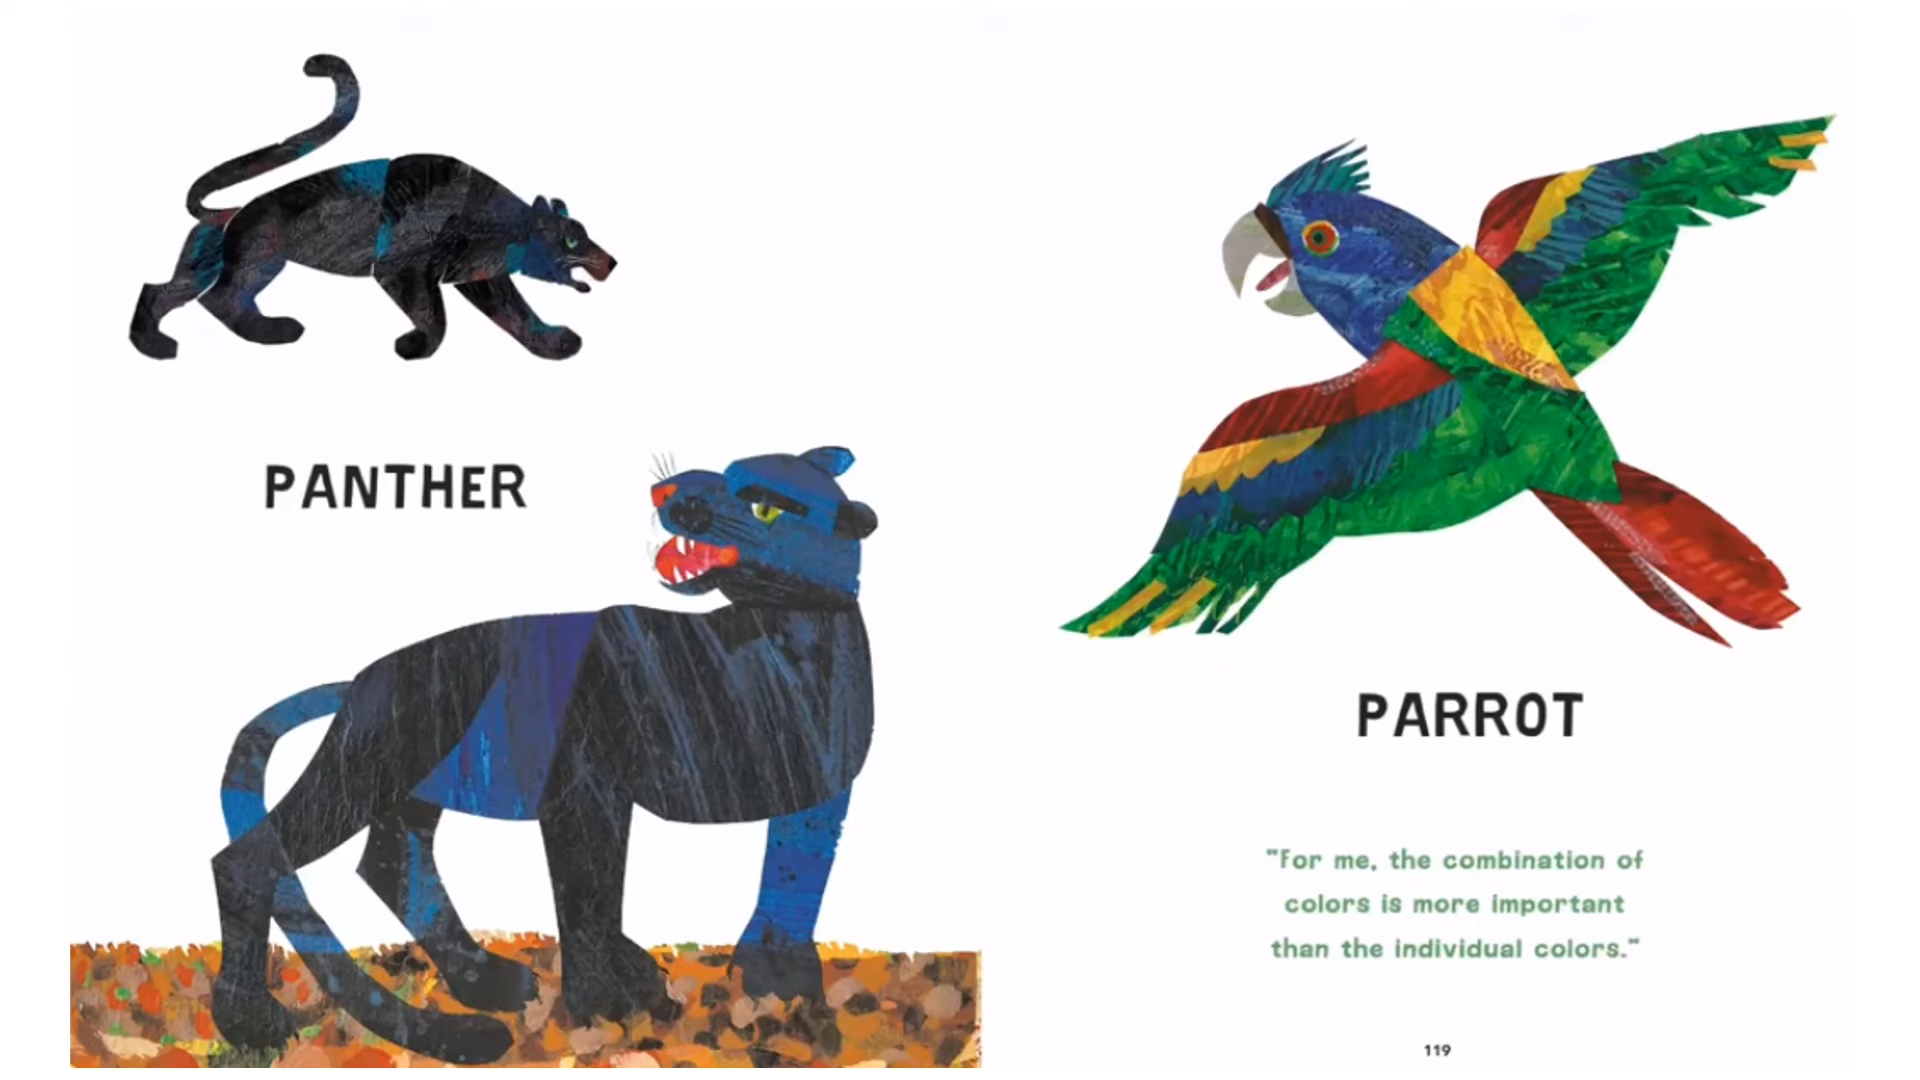 PANTHER
PARROT
"For me, the combination of
colors is more important
than the individual colors."
119